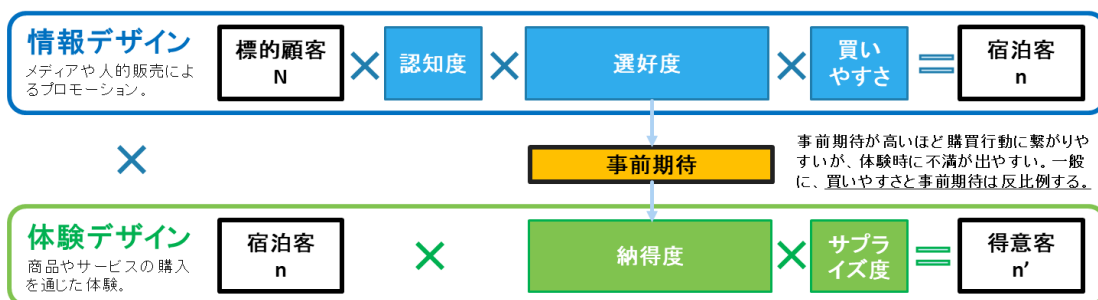 情報デザイン
メディアや人的販売によ
るプロモーション。
標的顧客
N
×
認知度
×
選好度
×
買い
やすさ
=
宿泊客
n
×
事前期待
事前期待が高いほど購買行動に繋がりや
すいが、体験時に不満が出やすい。一般
に、買いやすさと事前期待は反比例する。
体験デザイン
商品やサービスの購入
を通じた体験。
宿泊客
n
×
納得度
×
サプラ
イズ度
=
得意客
n’